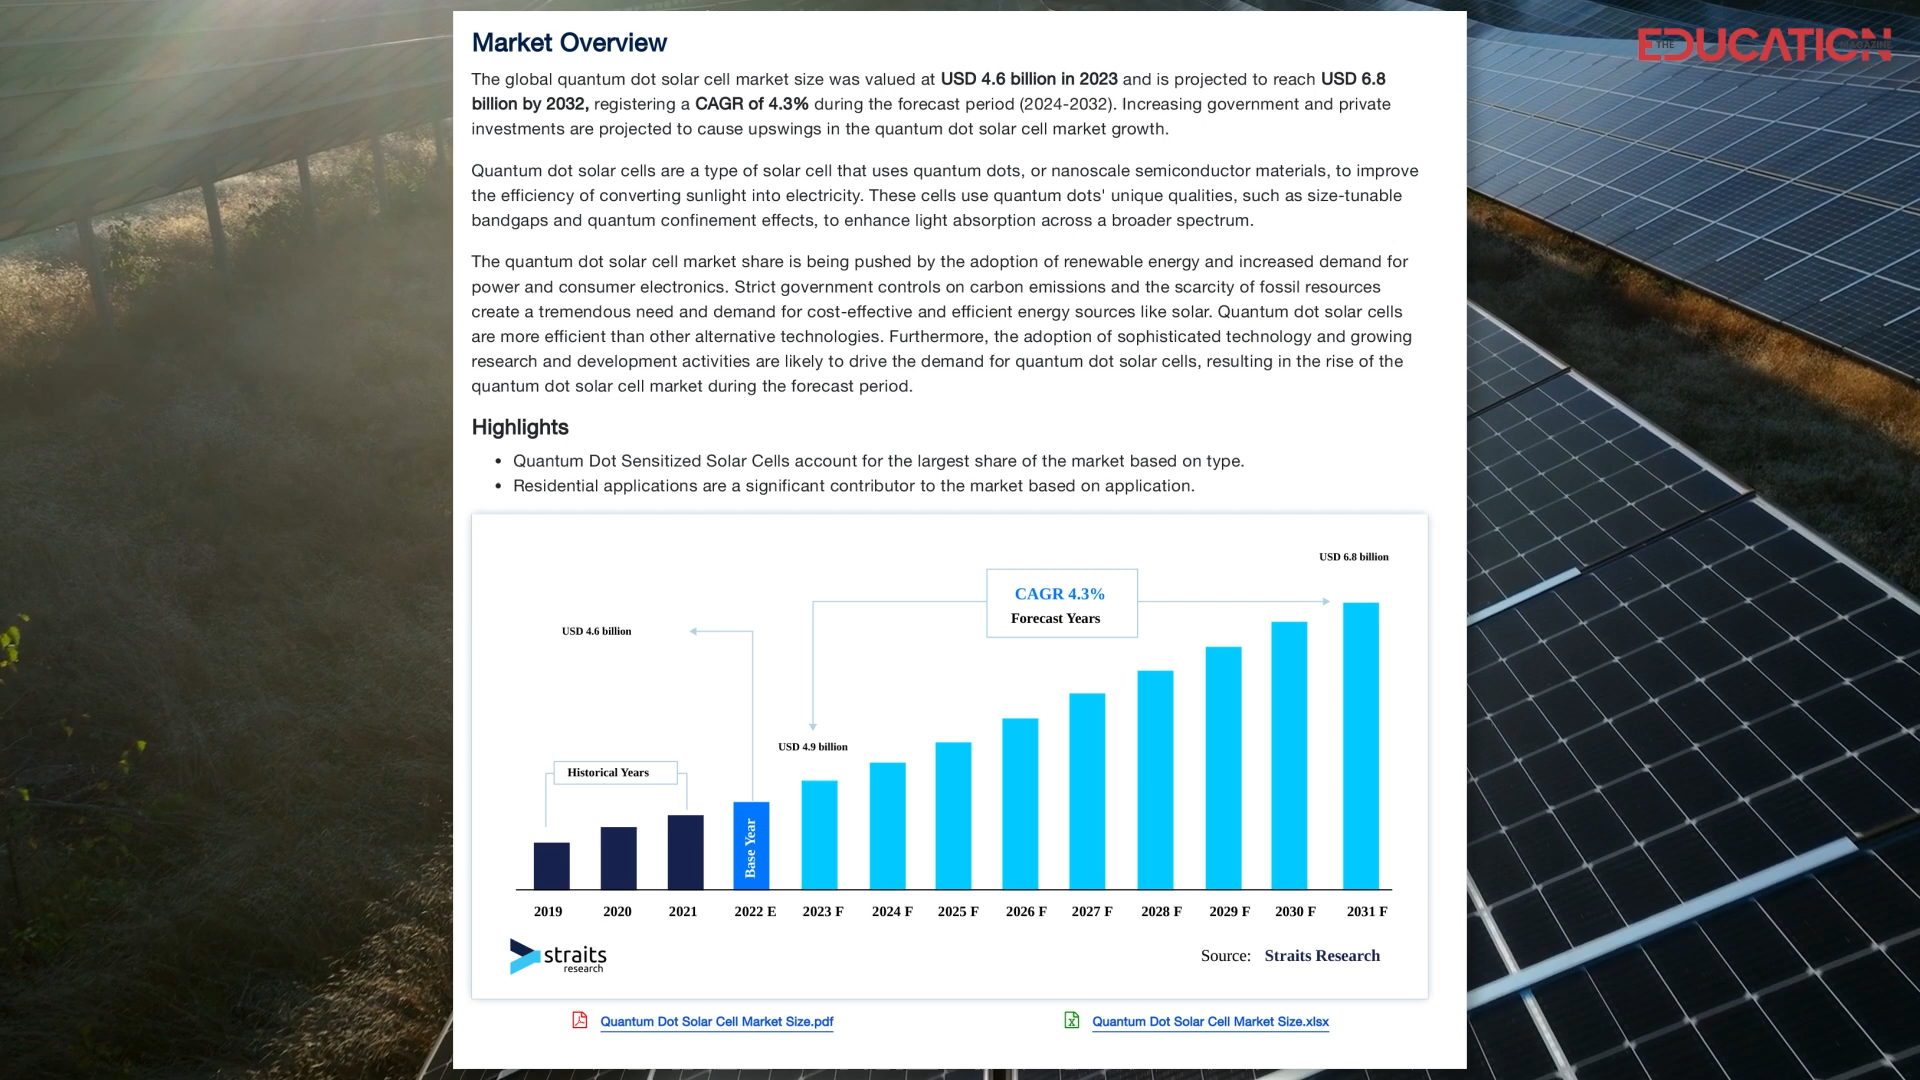 THE EDUCATION MAGAZINE
Market Overview
The global quantum dot solar cell market size was valued at USD 4.6 billion in 2023 and is projected to reach USD 6.8
billion by 2032, registering a CAGR of 4.3% during the forecast period (2024-2032). Increasing government and private
investments are projected to cause upswings in the quantum dot solar cell market growth.
Quantum dot solar cells are a type of solar cell that uses quantum dots, or nanoscale semiconductor materials, to improve
the efficiency of converting sunlight into electricity. These cells use quantum dots' unique qualities, such as size-tunable
bandgaps and quantum confinement effects, to enhance light absorption across a broader spectrum.
The quantum dot solar cell market share is being pushed by the adoption of renewable energy and increased demand for
power and consumer electronics. Strict government controls on carbon emissions and the scarcity of fossil resources
create a tremendous need and demand for cost-effective and efficient energy sources like solar. Quantum dot solar cells
are more efficient than other alternative technologies. Furthermore, the adoption of sophisticated technology and growing
research and development activities are likely to drive the demand for quantum dot solar cells, resulting in the rise of the
quantum dot solar cell market during the forecast period.
Highlights
• Quantum Dot Sensitized Solar Cells account for the largest share of the market based on type.
• Residential applications are a significant contributor to the market based on application.
USD 6.8 billion
CAGR 4.3%
Forecast Years
USD 4.6 billion
USD 4.9 billion
Historical Years
Base Year
2019 2020 2021 2022 E 2023 F 2024 F 2025 F 2026 F 2027 F 2028 F 2029 F 2030 F 2031 F
straits
research
Source: Straits Research
Quantum Dot Solar Cell Market Size.pdf
Quantum Dot Solar Cell Market Size.xlsx